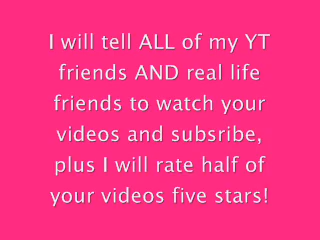 I will tell ALL of my YT
friends AND real life
friends to watch your
videos and subsribe,
plus I will rate half of
your videos five stars!